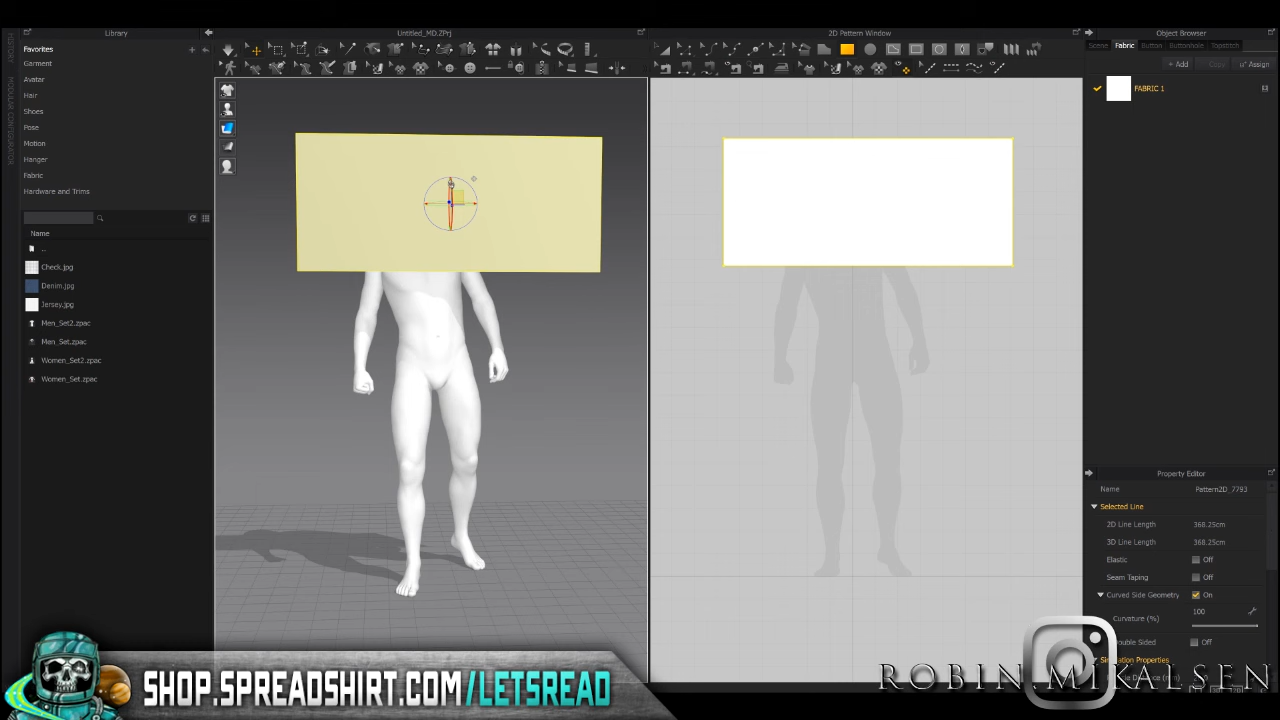 Library
Untitled_MD.ZPrj
2D Pattern Window
Object Browser
HISTORY
MODULAR CONFIGURATOR
Favorites
Garment
Avatar
Hair
Shoes
Pose
Motion
Hanger
Fabric
Hardware and Trims
Name
..
Check.jpg
Denim.jpg
Jersey.jpg
Men_Set2.zpac
Men_Set.zpac
Women_Set2.zpac
Women_Set.zpac
Scene Fabric Button Buttonhole Topstitch
+ Add Copy Assign
FABRIC 1
Property Editor
Name Pattern2D_7793
Selected Line
2D Line Length 368.25cm
3D Line Length 368.25cm
Elastic Off
Seam Taping Off
Curved Side Geometry On
Curvature (%) 100
Double Sided Off
SHOP.SPREADSHIRT.COM/LETSREAD
ROBIN.MIKALSEN